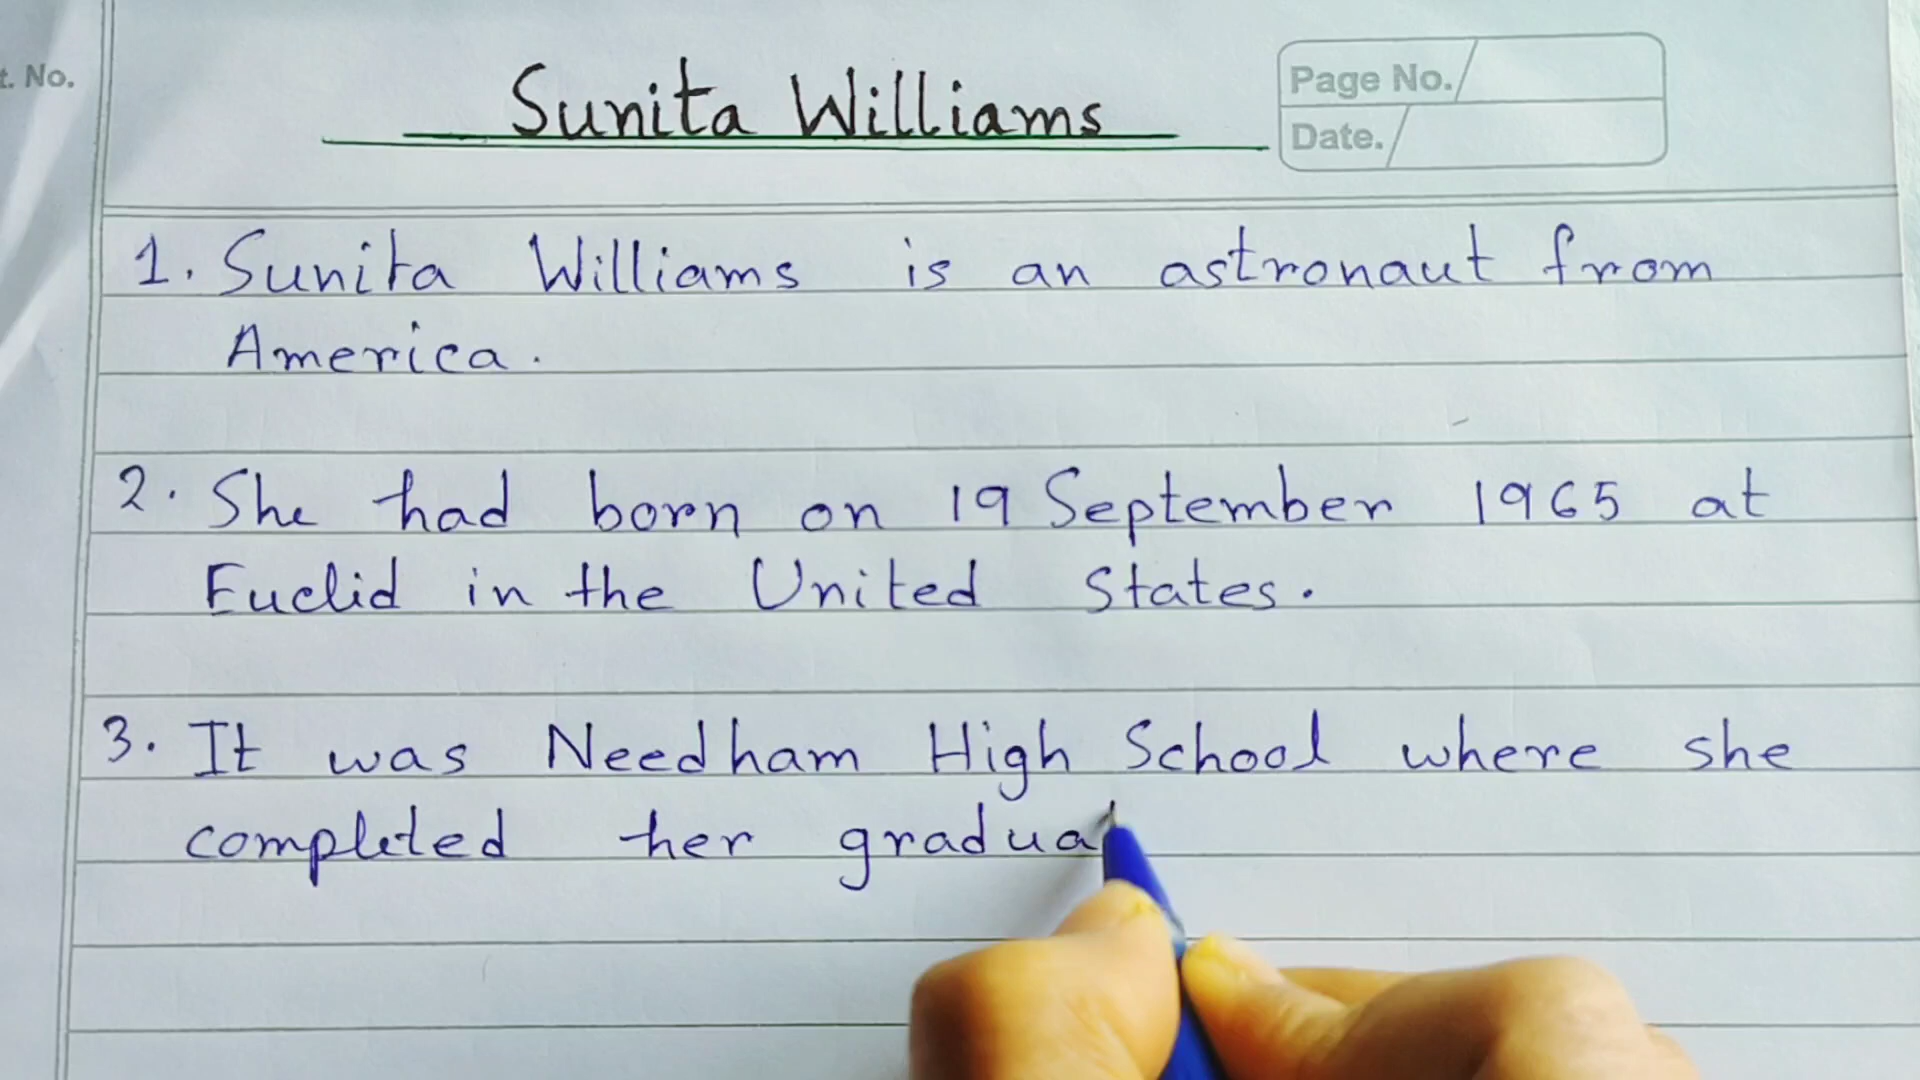 t. No.
Sunita Williams
Page No.
Date.
1. Sunita Williams is an astronaut from
America.
2. She had born on 19 September 1965 at
Euclid in the United States.
3. It was Needham High School where she
completed her gradua